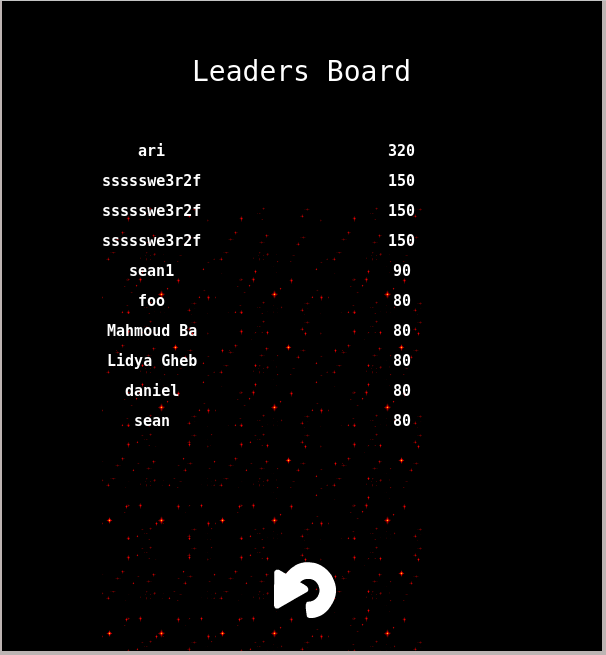 Leaders Board
ari 320
ssssswe3r2f 150
ssssswe3r2f 150
ssssswe3r2f 150
sean1 90
foo 80
Mahmoud Ba 80
Lidya Gheb 80
daniel 80
sean 80